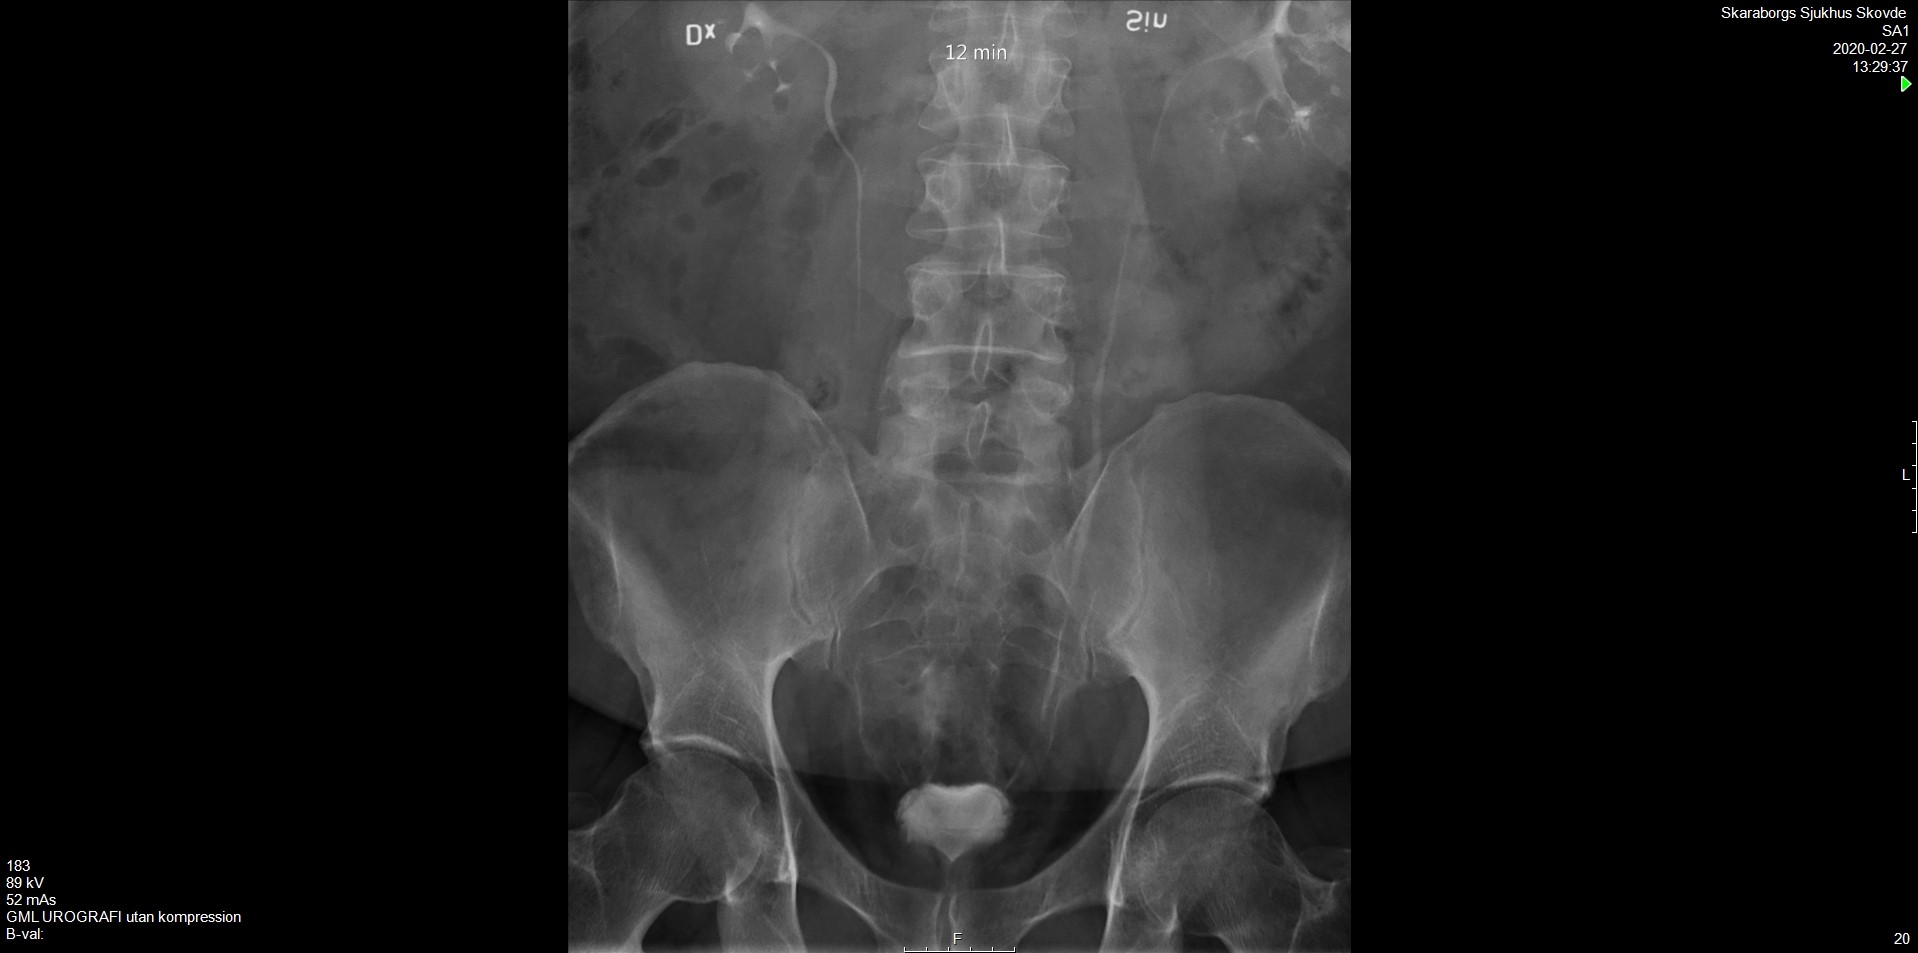 Skaraborgs Sjukhus Skovde
SA1
2020-02-27
13:29:37
Dx
Sin
12 min
L
183
89 kV
52 mAs
GML UROGRAFI utan kompression
B-val:
F
20